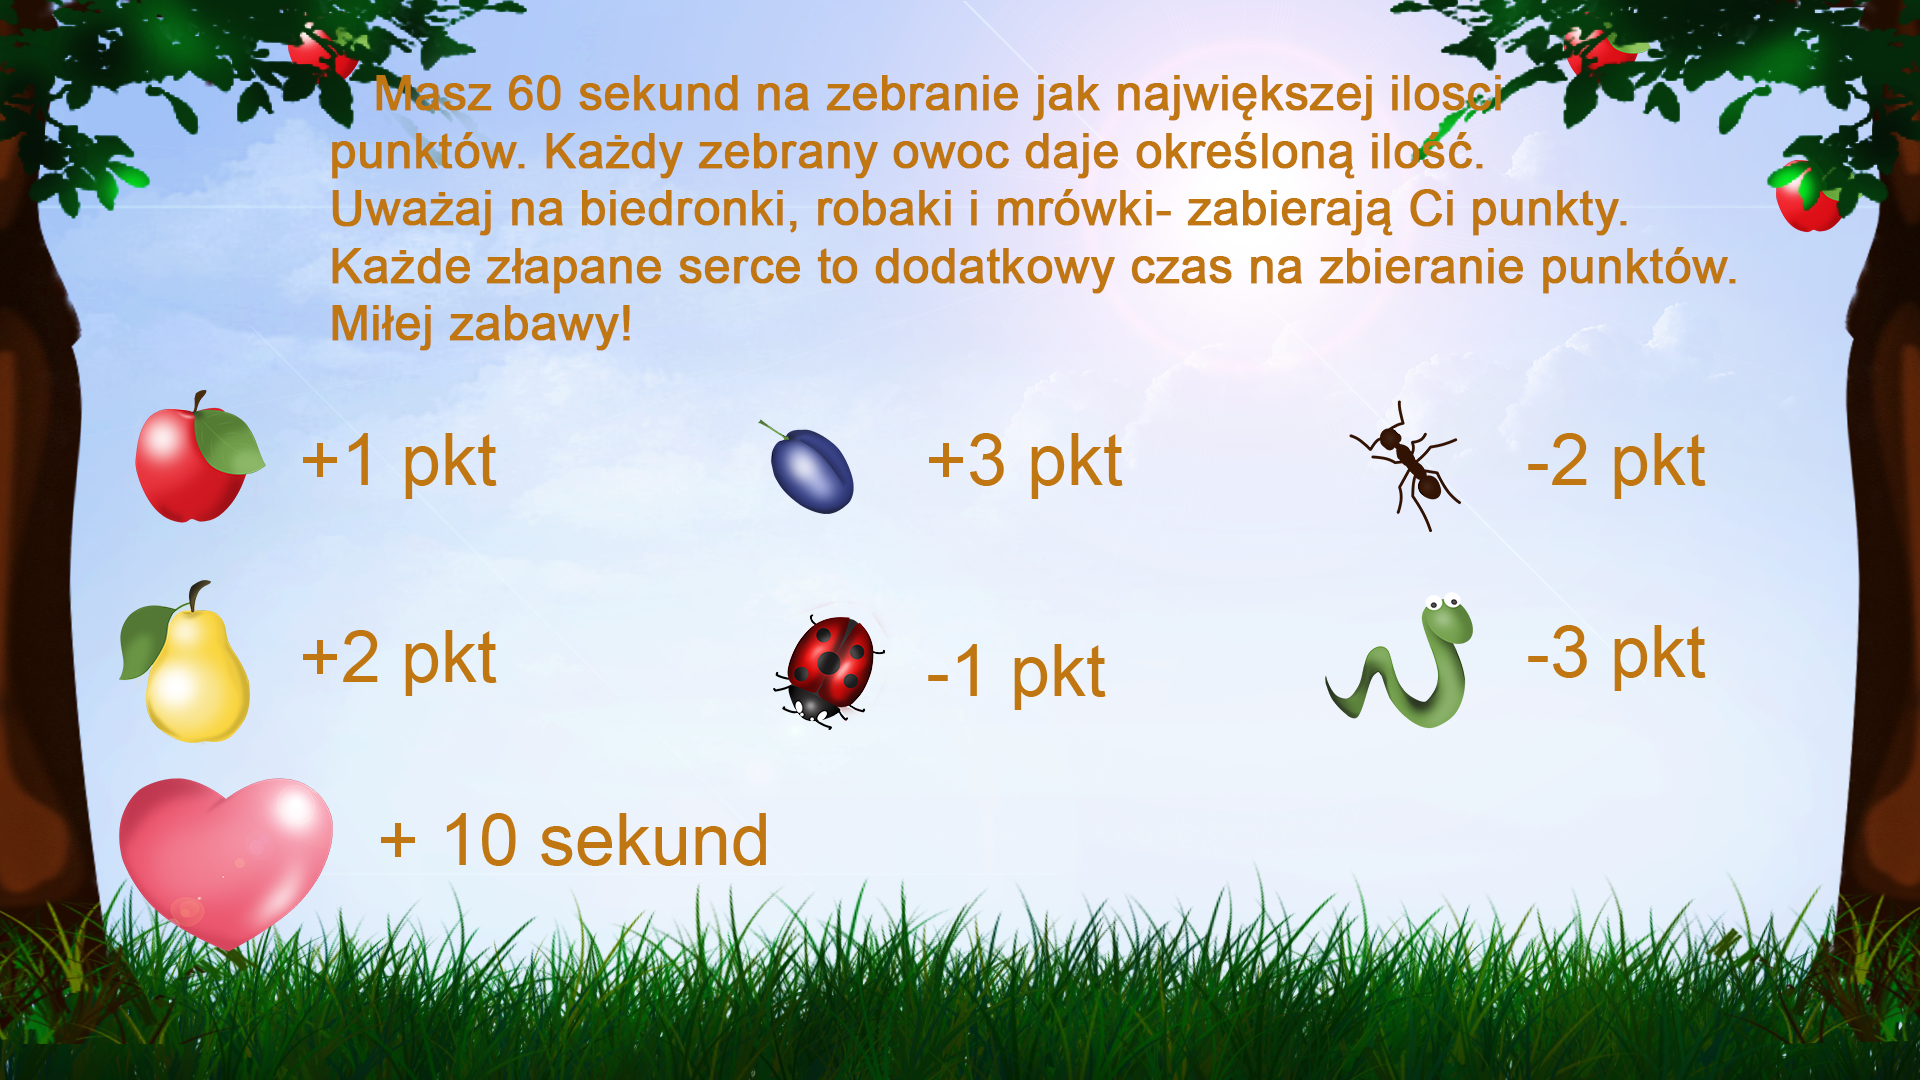 Masz 60 sekund na zebranie jak największej ilosci
punktów. Każdy zebrany owoc daje określoną ilość.
Uważaj na biedronki, robaki i mrówki- zabierają Ci punkty.
Każde złapane serce to dodatkowy czas na zbieranie punktów.
Miłej zabawy!
+1 pkt
+3 pkt
-2 pkt
+2 pkt
-1 pkt
-3 pkt
+ 10 sekund